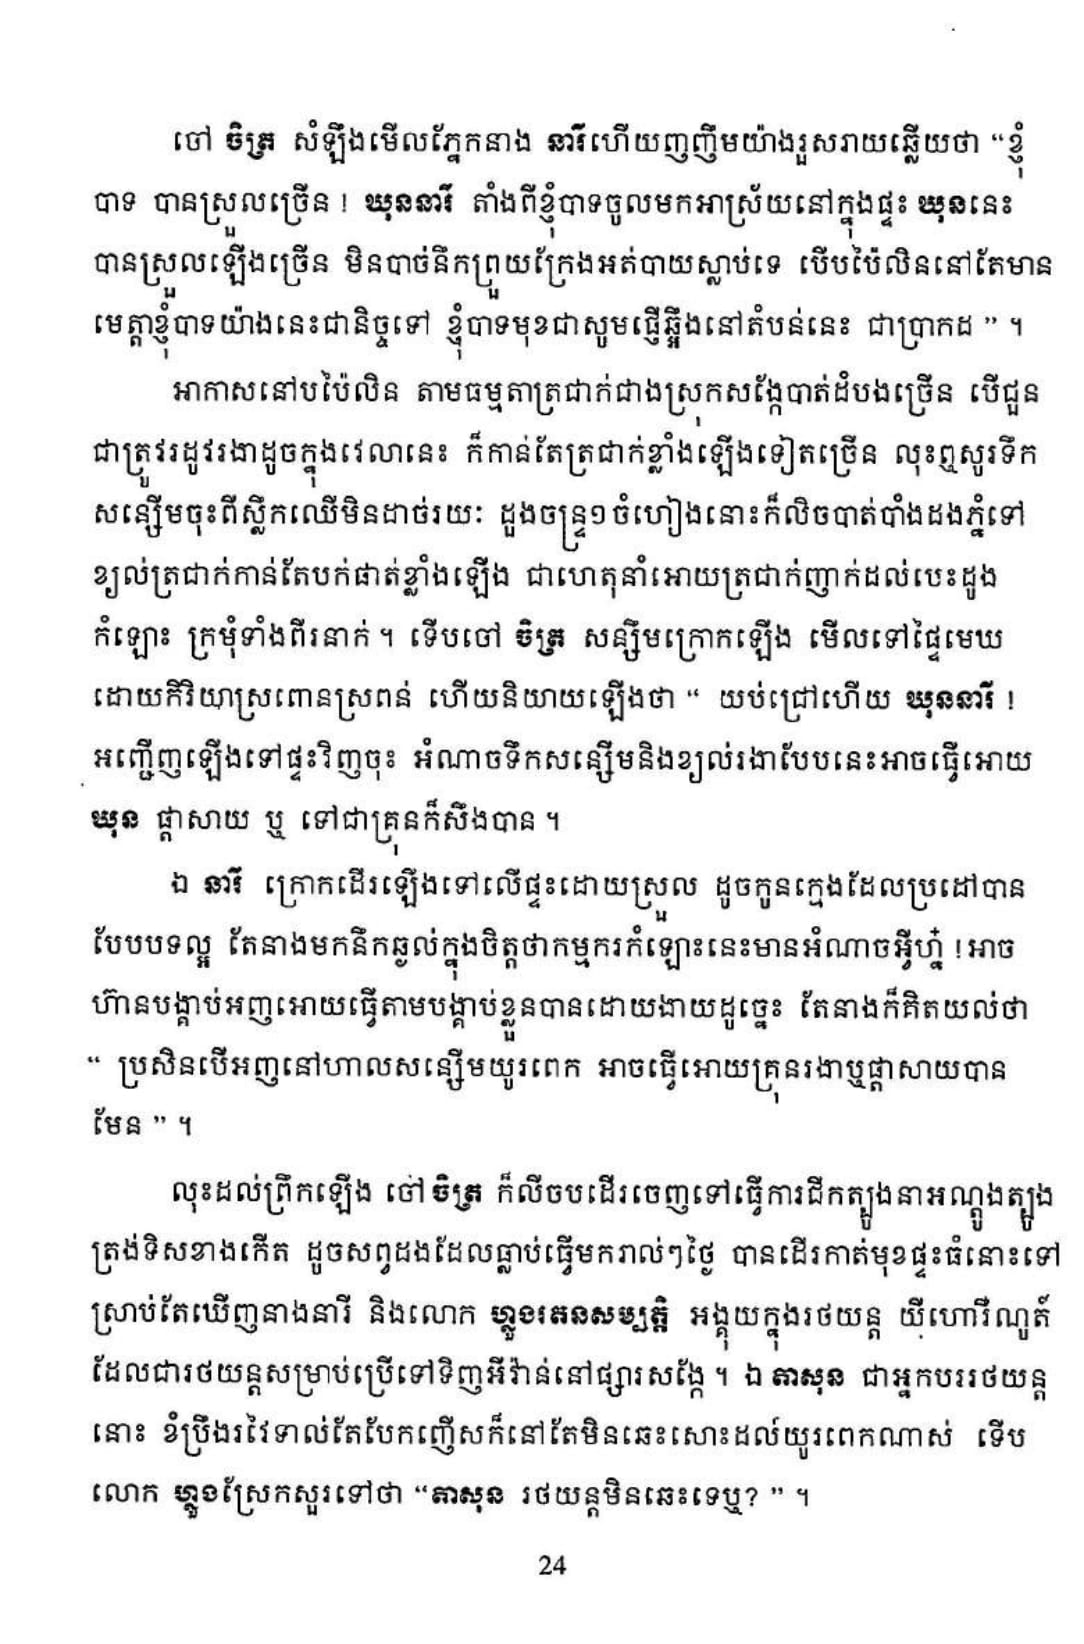 ចៅ ចិត្រ សំឡឹងមើលភ្នែកនាង នារីហើយញញឹមយ៉ាងរួសរាយឆ្លើយថា “ខ្ញុំ
បាទ បានស្រួលច្រើន ! ឃុននារី តាំងពីខ្ញុំបាទចូលមកអាស្រ័យនៅក្នុងផ្ទះ ឃុននេះ
បានស្រួលឡើងច្រើន មិនបាច់នឹកព្រួយក្រែងអត់បាយស្លាប់ទេ បើបប៉ៃលិននៅតែមាន
មេត្តាខ្ញុំបាទយ៉ាងនេះជានិច្ចទៅ ខ្ញុំបាទមុខជាសូមផ្ញើឆ្អឹងនៅតំបន់នេះ ជាប្រាកដ ” ។
អាកាសនៅបប៉ៃលិន តាមធម្មតាត្រជាក់ជាងស្រុកសង្កែបាត់ដំបងច្រើន បើជួន
ជាត្រូវរដូវរងាដូចក្នុងវេលានេះ ក៏កាន់តែត្រជាក់ខ្លាំងឡើងទៀតច្រើន លុះឮសូរទឹក
សន្សើមចុះពីស្លឹកឈើមិនដាច់រយៈ ដួងចន្ទ្រ១ចំហៀងនោះក៏លិចបាត់បាំងដងភ្នំទៅ
ខ្យល់ត្រជាក់កាន់តែបក់ផាត់ខ្លាំងឡើង ជាហេតុនាំអោយត្រជាក់ញាក់ដល់បេះដូង
កំឡោះ ក្រមុំទាំងពីរនាក់ ។ ទើបចៅ ចិត្រ សន្សឹមក្រោកឡើង មើលទៅផ្ទៃមេឃ
ដោយកិរិយាស្រពោនស្រពន់ ហើយនិយាយឡើងថា “ យប់ជ្រៅហើយ ឃុននារី !
អញ្ជើញឡើងទៅផ្ទះវិញចុះ អំណាចទឹកសន្សើមនិងខ្យល់រងាបែបនេះអាចធ្វើអោយ
ឃុន ផ្តាសាយ ឬ ទៅជាគ្រុនក៏សឹងបាន ។
ឯ នារី ក្រោកដើរឡើងទៅលើផ្ទះដោយស្រួល ដូចកូនក្មេងដែលប្រដៅបាន
បែបបទល្អ តែនាងមកនឹកឆ្ងល់ក្នុងចិត្តថាកម្មករកំឡោះនេះមានអំណាចអ្វីហ្ន៎ ! អាច
ហ៊ានបង្គាប់អញអោយធ្វើតាមបង្គាប់ខ្លួនបានដោយងាយដូច្នេះ តែនាងក៏គិតយល់ថា
“ ប្រសិនបើអញនៅហាលសន្សើមយូរពេក អាចធ្វើអោយគ្រុនរងាឬផ្តាសាយបាន
មែន ” ។
លុះដល់ព្រឹកឡើង ចៅ ចិត្រ ក៏លីចបដើរចេញទៅធ្វើការជីកត្បូងនាអណ្តូងត្បូង
ត្រង់ទិសខាងកើត ដូចសព្វដងដែលធ្លាប់ធ្វើមករាល់ៗថ្ងៃ បានដើរកាត់មុខផ្ទះធំនោះទៅ
ស្រាប់តែឃើញនាងនារី និងលោក ហ្លួងរតនសម្បត្តិ អង្គុយក្នុងរថយន្ត យីហោរឺណូត៍
ដែលជារថយន្តសម្រាប់ប្រើទៅទិញអីវ៉ាន់នៅផ្សារសង្កែ ។ ឯ តាសុន ជាអ្នកបររថយន្ត
នោះ ខំប្រឹងរវៃទាល់តែបែកញើសក៏នៅតែមិនឆេះសោះដល់យូរពេកណាស់ ទើប
លោក ហ្លួងស្រែកសួរទៅថា “តាសុន រថយន្តមិនឆេះទេឬ? ” ។
24